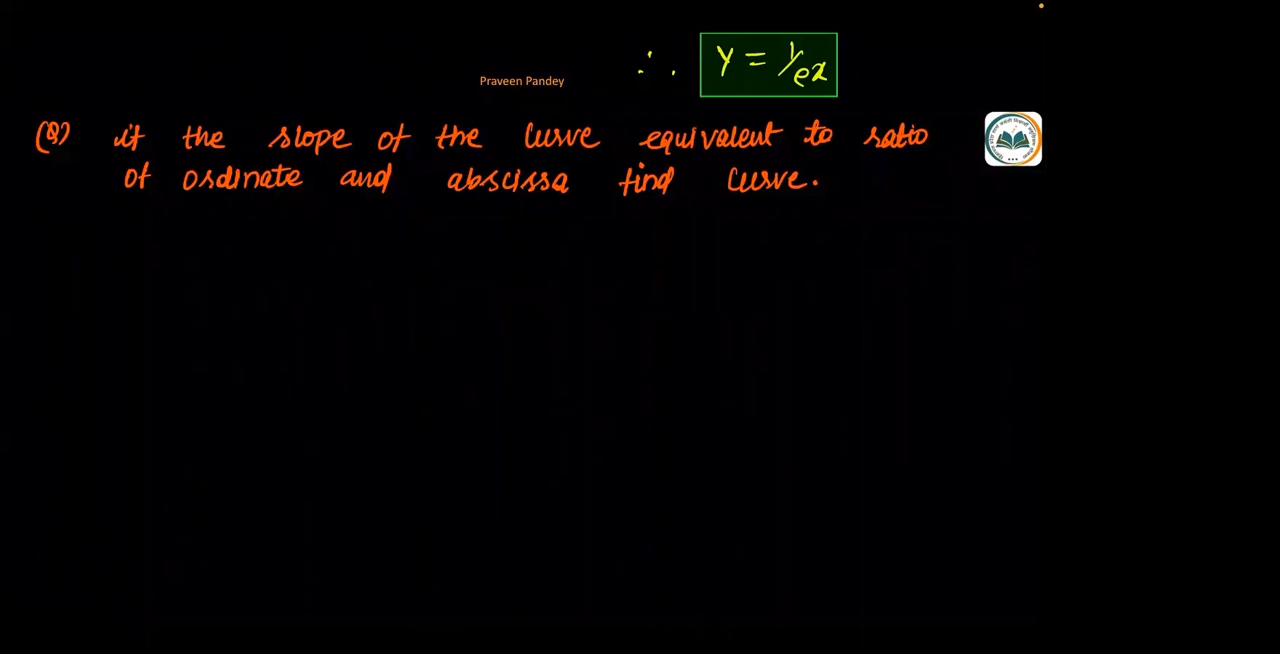 ∴ y = 1/ex
Praveen Pandey
(Q) if the slope of the curve equivalent to ratio
of ordinate and abscissa find curve.